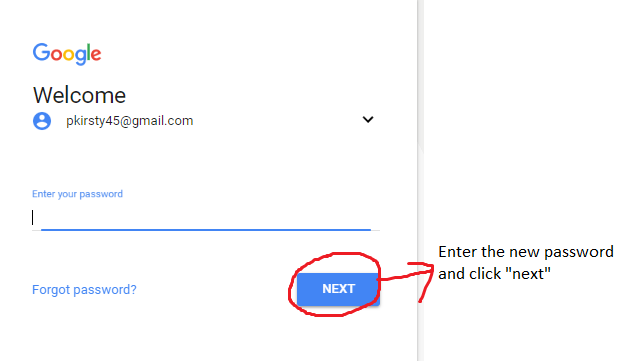 Google
Welcome
pkirsty45@gmail.com
Enter your password
Enter the new password
and click "next"
Forgot password?
NEXT